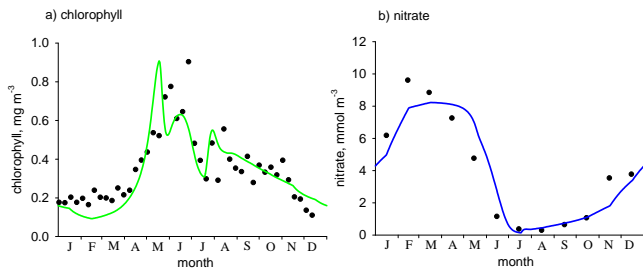 a) chlorophyll
chlorophyll, mg m-3
1.0
0.8
0.6
0.4
0.2
0.0
J F M A M J J A S O N D
month
b) nitrate
nitrate, mmol m-3
12
10
8
6
4
2
0
J F M A M J J A S O N D
month